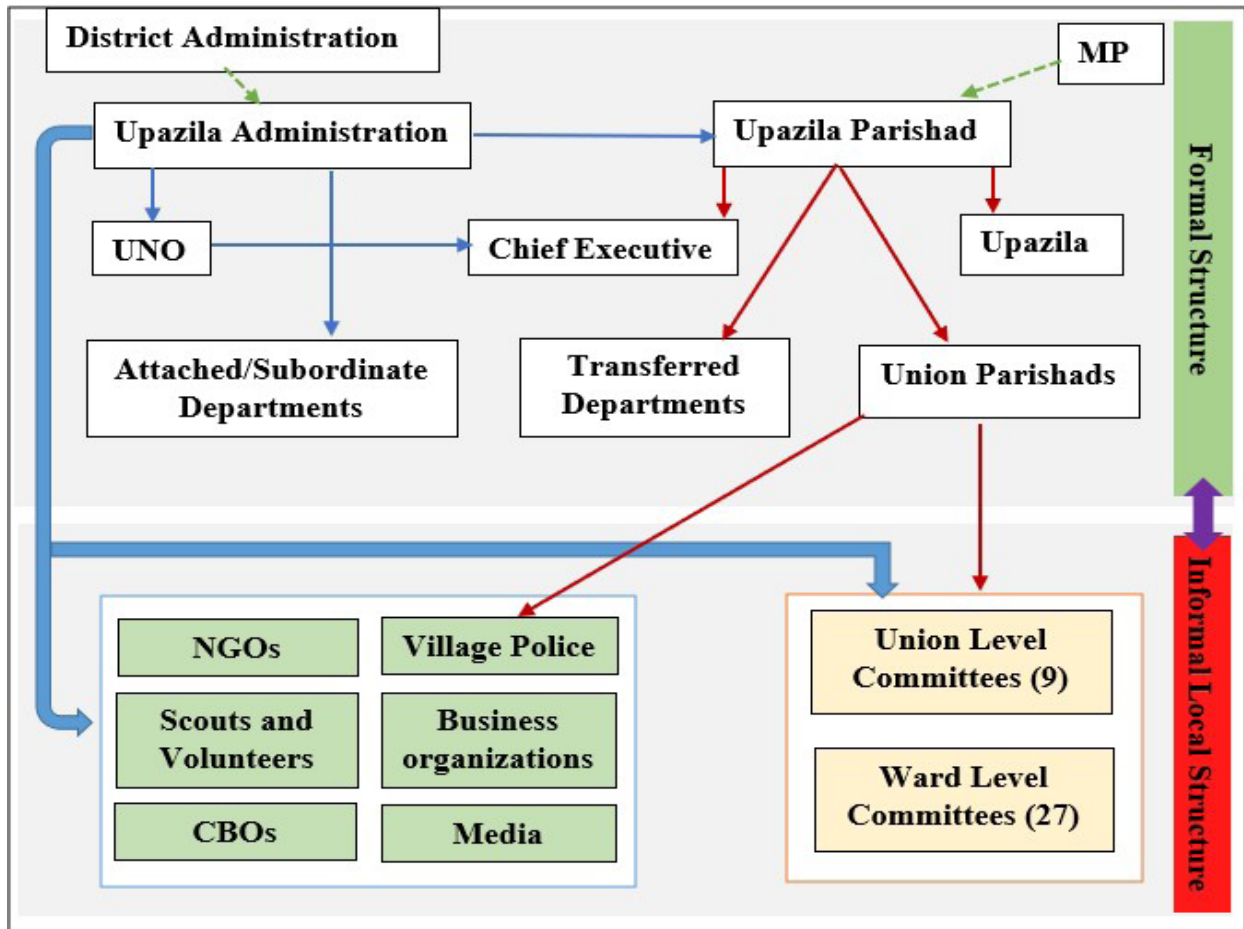 District Administration
MP
Upazila Administration
Upazila Parishad
UNO
Chief Executive
Upazila
Attached/Subordinate
Departments
Transferred
Departments
Union Parishads
Formal Structure
NGOs
Village Police
Scouts and
Volunteers
Business
organizations
CBOs
Media
Union Level
Committees (9)
Ward Level
Committees (27)
Informal Local Structure